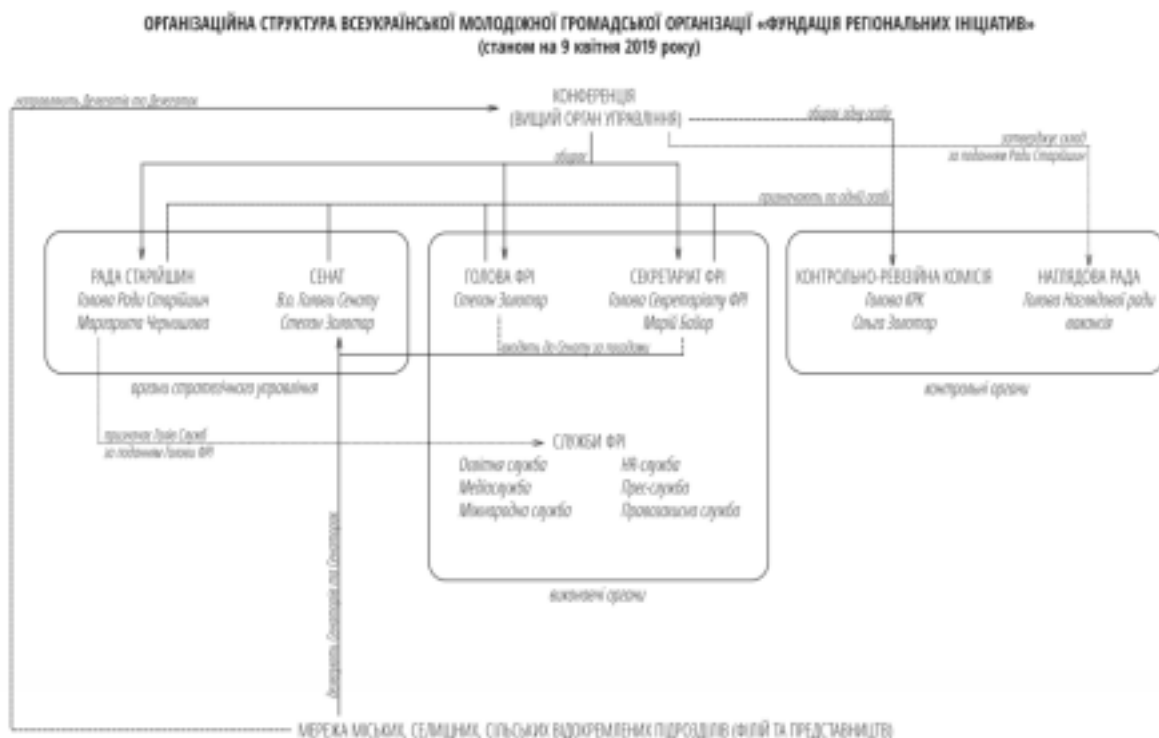 ОРГАНІЗАЦІЙНА СТРУКТУРА ВСЕУКРАЇНСЬКОЇ МОЛОДІЖНОЇ ГРОМАДСЬКОЇ ОРГАНІЗАЦІЇ «ФУНДАЦІЯ РЕГІОНАЛЬНИХ ІНІЦІАТИВ»
(станом на 9 квітня 2019 року)
направляють Делегатів та Делегаток
КОНФЕРЕНЦІЯ
(ВИЩИЙ ОРГАН УПРАВЛІННЯ)
обирає одну особу
затверджує склад
за поданням Ради Старійшин
обирає
призначають по одній особі
РАДА СТАРІЙШИН
Голова Ради Старійшин
Маргарита
СЕНАТ
В.о. Голови Сенату
Степан Золотар
ГОЛОВА ФРІ
Степан Золотар
СЕКРЕТАРІАТ ФРІ
Голова Секретаріату ФРІ
Марій
КОНТРОЛЬНО-РЕВІЗІЙНА КОМІСІЯ
Голова КРК
Ольга Золотар
НАГЛЯДОВА РАДА
Голова Наглядової ради
вакансія
входять до Сенату за посадами
органи стратегічного управління
контрольні органи
призначає Голів Служб
за поданням Голови ФРІ
СЛУЖБИ ФРІ
Освітня служба
Медіаслужба
Міжнародна служба
HR-служба
Прес-служба
Правозахисна служба
виконавчі органи
делегують Сенаторів та Сенаторок
МЕРЕЖА МІСЬКИХ, СЕЛИЩНИХ, СІЛЬСЬКИХ ВІДОКРЕМЛЕНИХ ПІДРОЗДІЛІВ (ФІЛІЙ ТА ПРЕДСТАВНИЦТВ)